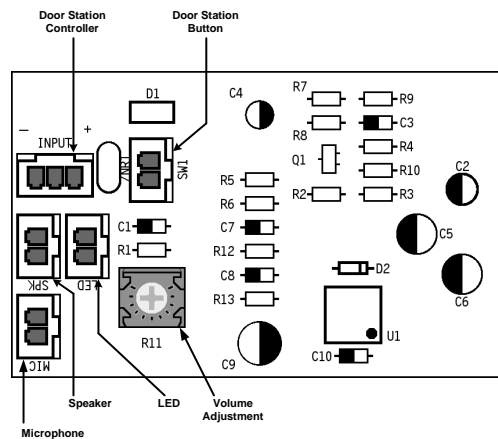 Door Station
Controller
Door Station
Button
D1
C4
R7
R9
C3
R8
R4
Q1
R10
R2
R3
C2
C5
C6
− INPUT +
/NR1
SW1
R5
R6
C7
R12
C8
R13
C9
C1
R1
SPK
LED
MIC
R11
D2
U1
C10
Speaker
LED
Volume
Adjustment
Microphone